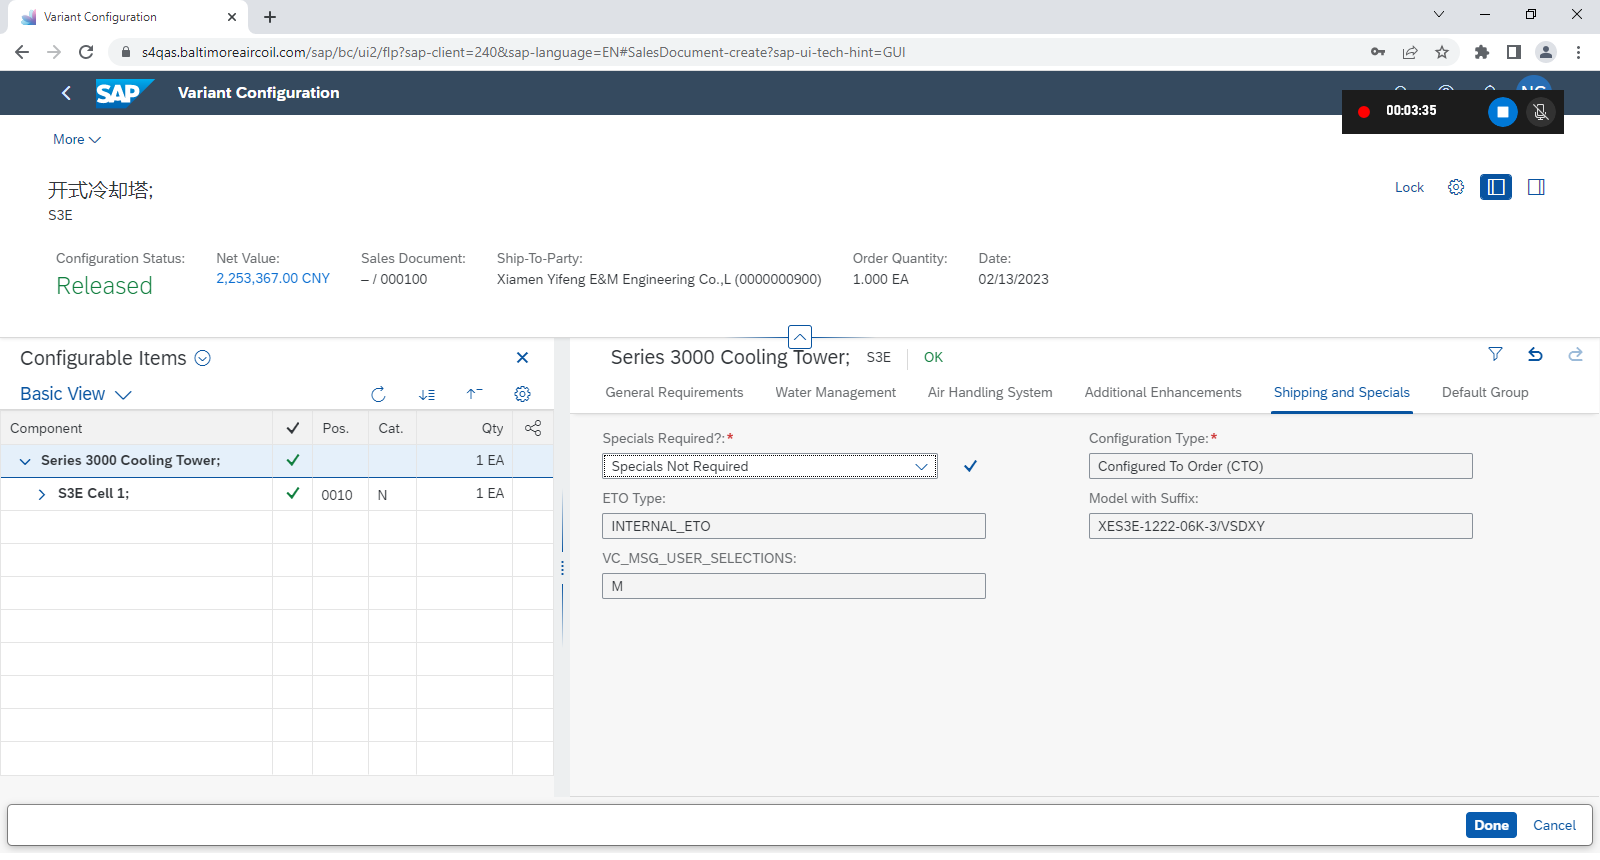 Variant Configuration
s4qas.baltimoreaircoil.com/sap/bc/ui2/flp?sap-client=240&sap-language=EN#SalesDocument-create?sap-ui-tech-hint=GUI
SAP Variant Configuration
00:03:35
More
开式冷却塔;
S3E
Lock
Configuration Status: Net Value: Sales Document: Ship-To-Party: Order Quantity: Date:
Released 2,253,367.00 CNY – / 000100 Xiamen Yifeng E&M Engineering Co.,L (0000000900) 1.000 EA 02/13/2023
Configurable Items
Basic View
Component Pos. Cat. Qty
Series 3000 Cooling Tower; 1 EA
S3E Cell 1; 0010 N 1 EA
Series 3000 Cooling Tower; S3E OK
General Requirements Water Management Air Handling System Additional Enhancements Shipping and Specials Default Group
Specials Required?:* Configuration Type:*
Specials Not Required Configured To Order (CTO)
ETO Type: Model with Suffix:
INTERNAL_ETO XES3E-1222-06K-3/VSDXY
VC_MSG_USER_SELECTIONS:
M
Done Cancel